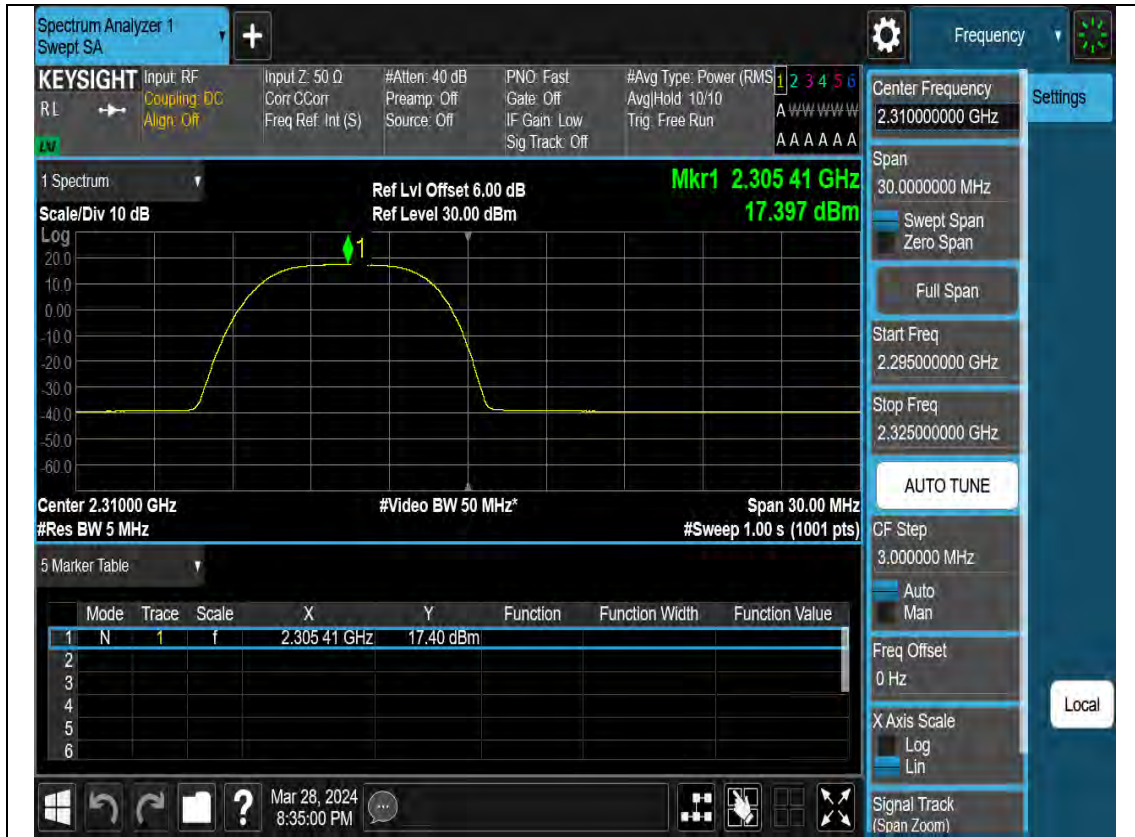 Spectrum Analyzer 1
Swept SA
+
Frequency
KEYSIGHT
RL
Input: RF
Coupling: DC
Align: Off
Input Z: 50 Ω
Corr CCorr
Freq Ref: Int (S)
#Atten: 40 dB
Preamp: Off
Source: Off
PNO: Fast
Gate: Off
IF Gain: Low
Sig Track: Off
#Avg Type: Power (RMS
Avg|Hold: 10/10
Trig: Free Run
1 2 3 4 5 6
A W W W W W
A A A A A A
1 Spectrum
Scale/Div 10 dB
Ref Lvl Offset 6.00 dB
Ref Level 30.00 dBm
Mkr1 2.305 41 GHz
17.397 dBm
Log
1
20.0
10.0
0.00
-10.0
-20.0
-30.0
-40.0
-50.0
-60.0
Center 2.31000 GHz
#Video BW 50 MHz*
Span 30.00 MHz
#Res BW 5 MHz
#Sweep 1.00 s (1001 pts)
5 Marker Table
Mode Trace Scale X Y Function Function Width Function Value
1 N 1 f 2.305 41 GHz 17.40 dBm
2
3
4
5
6
Mar 28, 2024
8:35:00 PM
?
Center Frequency
2.310000000 GHz
Settings
Span
30.0000000 MHz
Swept Span
Zero Span
Full Span
Start Freq
2.295000000 GHz
Stop Freq
2.325000000 GHz
AUTO TUNE
CF Step
3.000000 MHz
Auto
Man
Freq Offset
0 Hz
X Axis Scale
Log
Lin
Local
Signal Track
(Span Zoom)